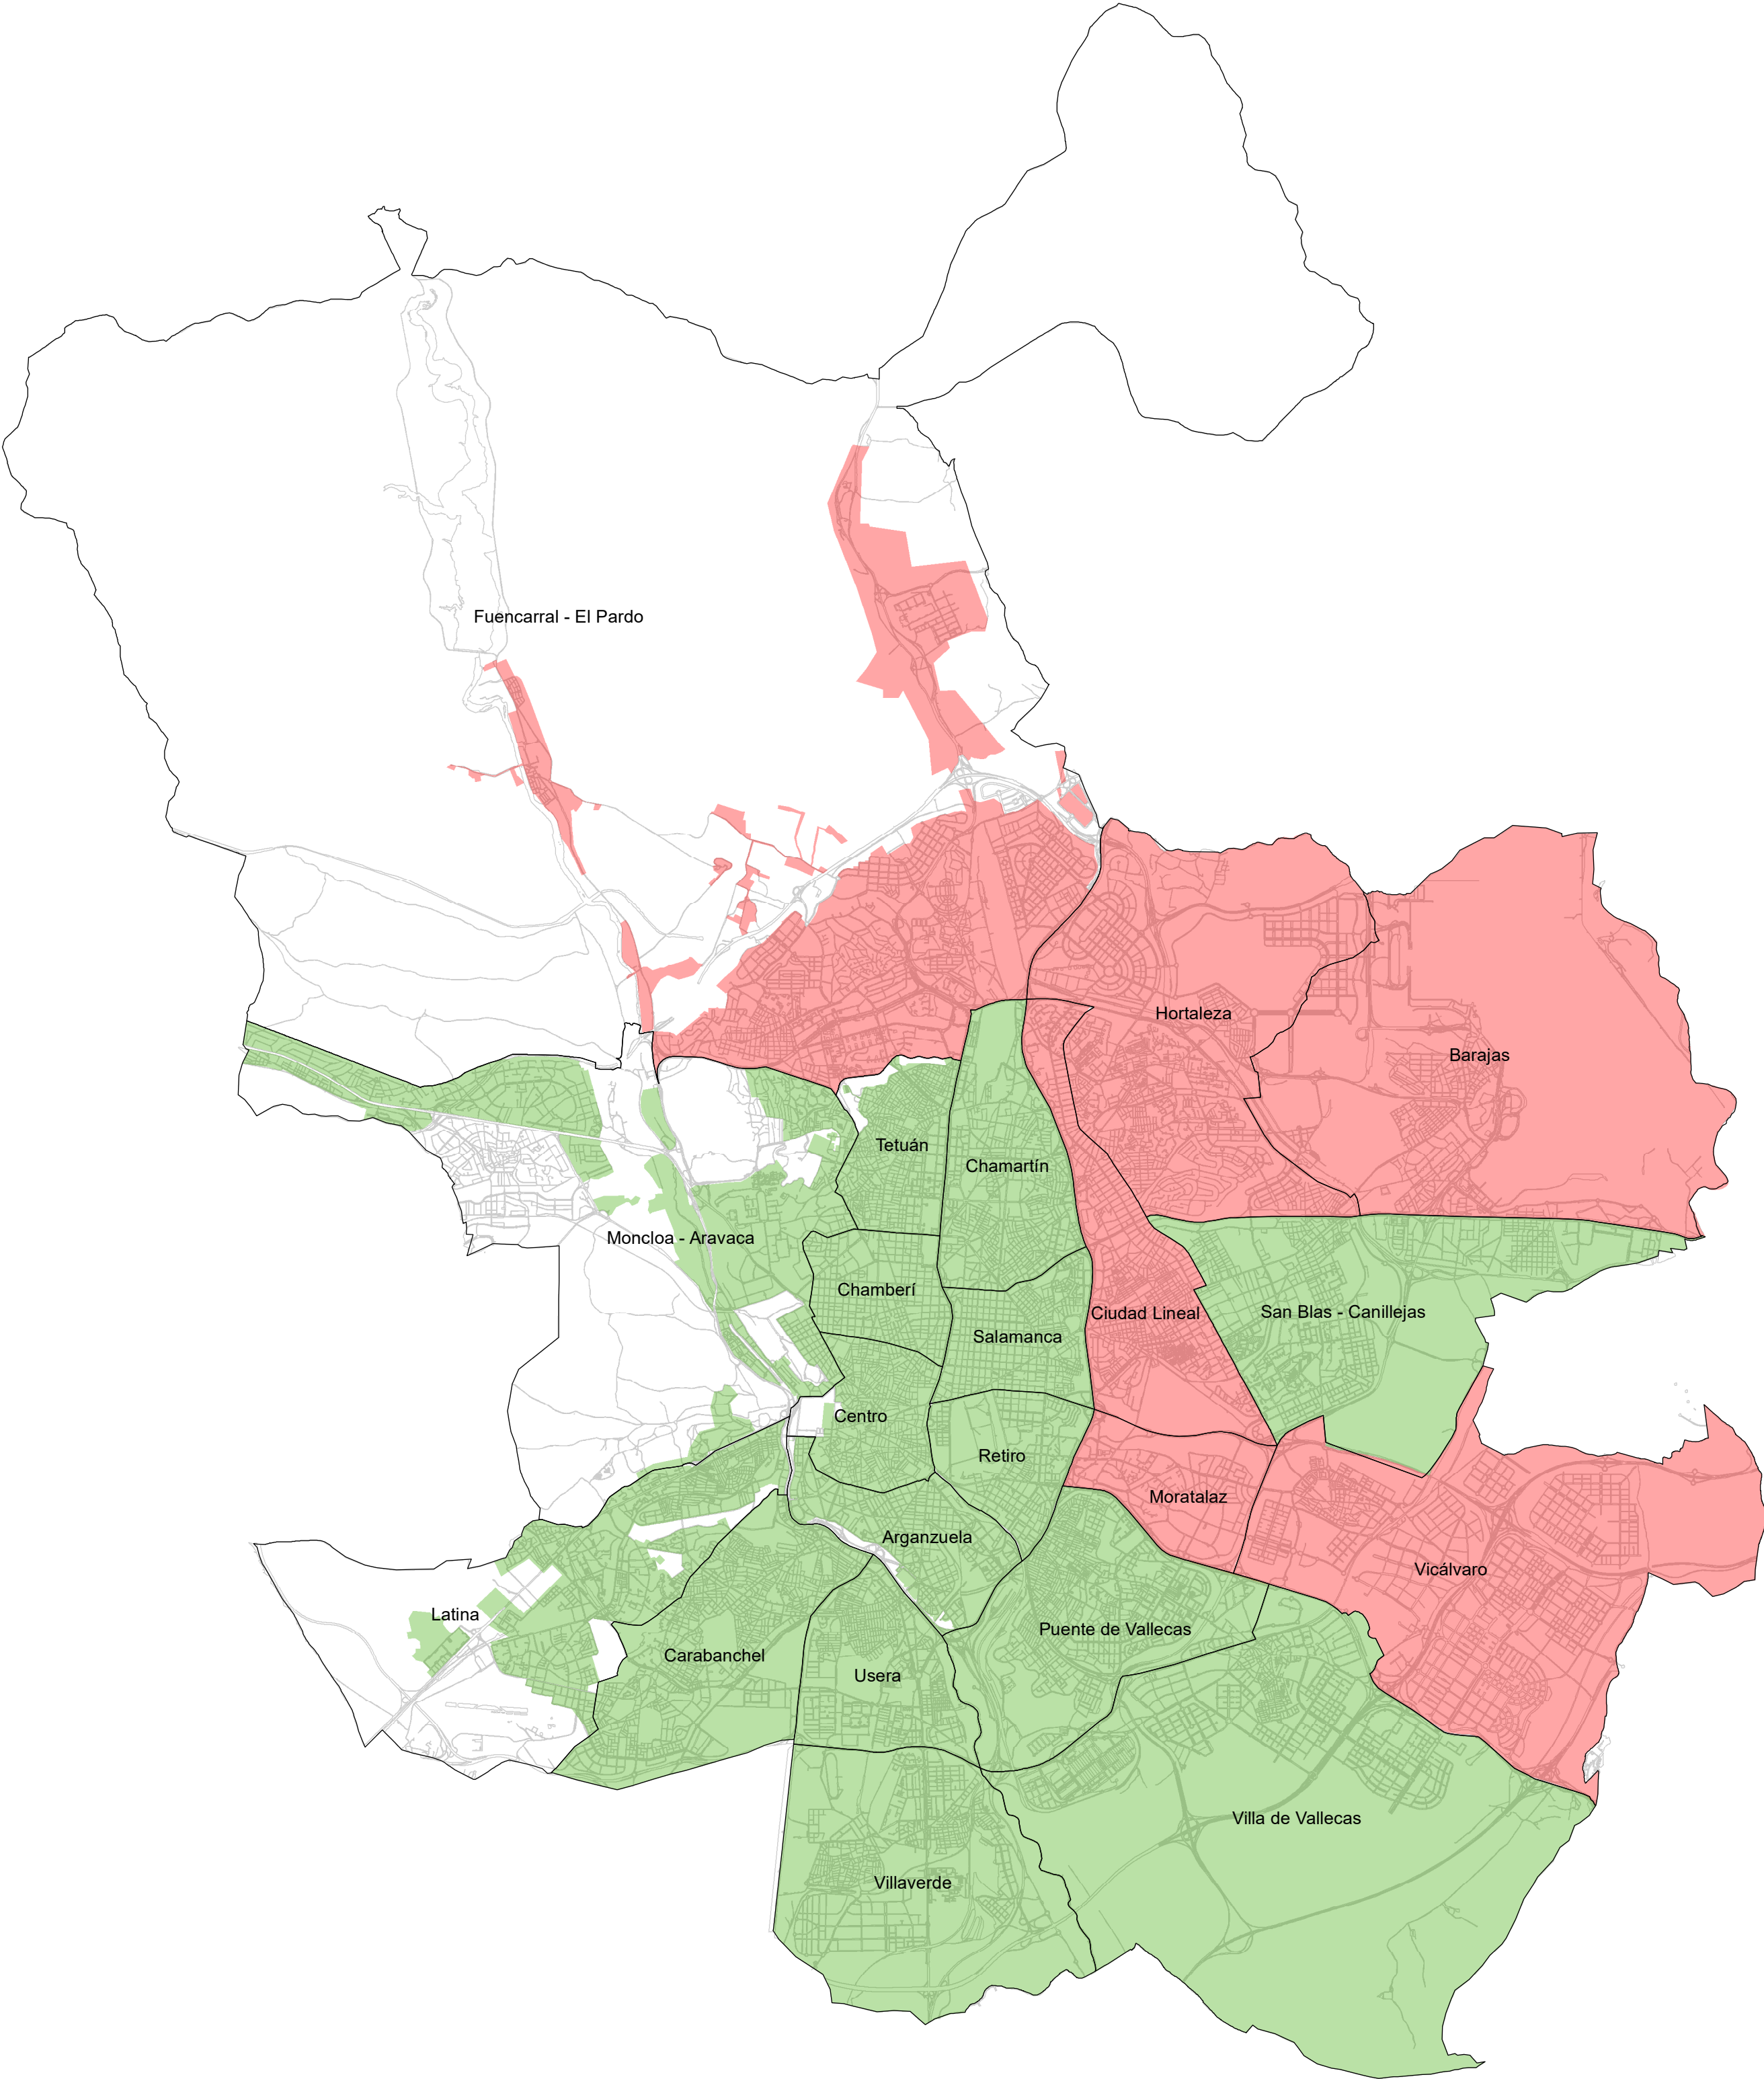 Fuencarral - El Pardo
Hortaleza
Barajas
Tetuán
Chamartín
Moncloa - Aravaca
Chamberí
Ciudad Lineal
San Blas - Canillejas
Salamanca
Centro
Retiro
Moratalaz
Arganzuela
Vicálvaro
Latina
Puente de Vallecas
Carabanchel
Usera
Villa de Vallecas
Villaverde